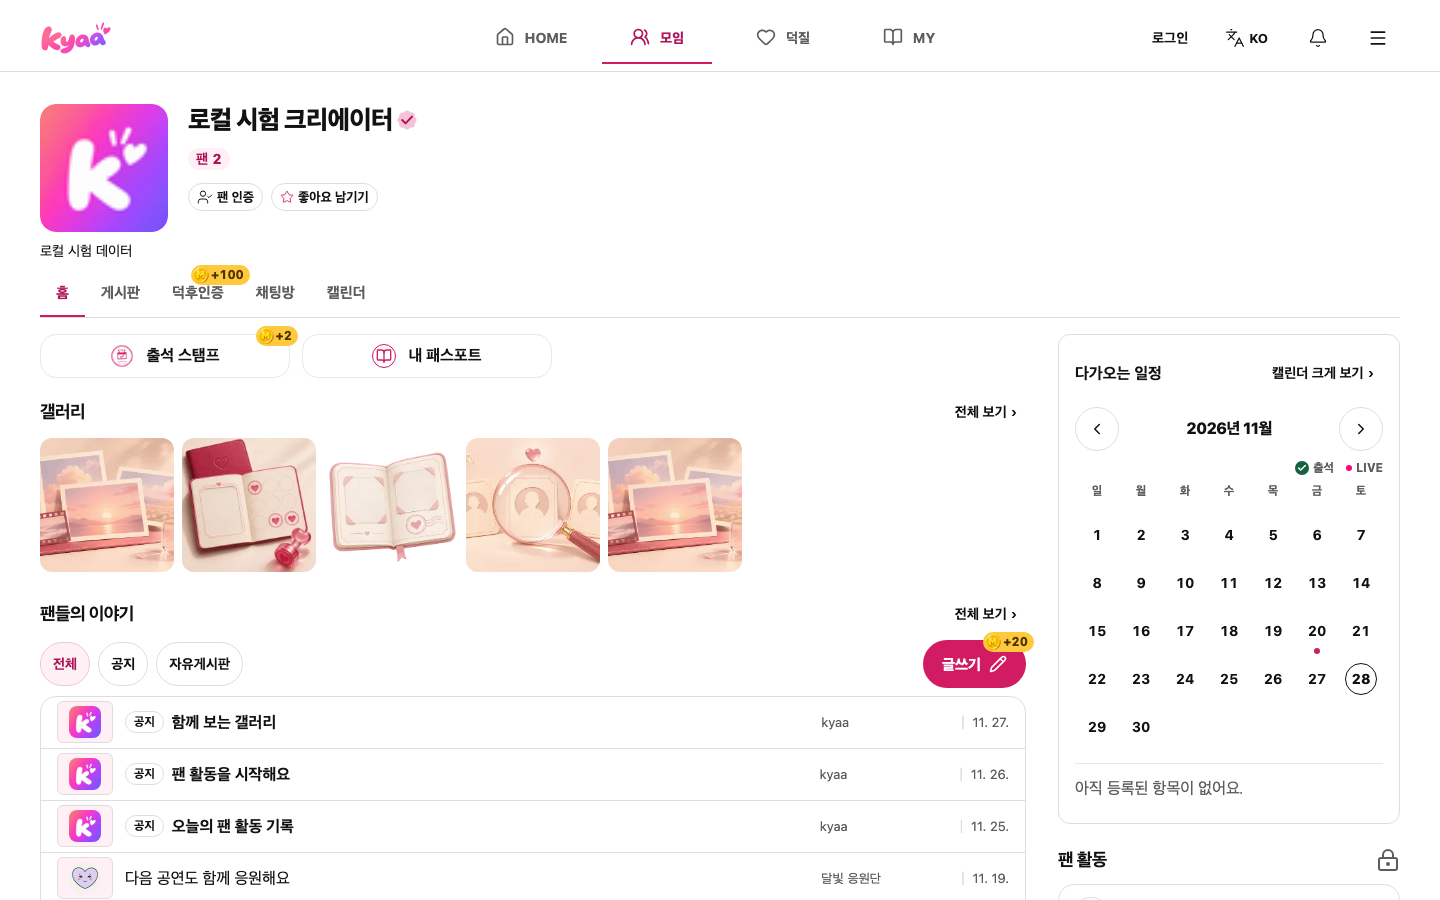 kyaa
HOME
모임
덕질
MY
로그인
KO
로컬 시험 크리에이터
팬 2
팬 인증
좋아요 남기기
로컬 시험 데이터
+100
홈
게시판
덕후인증
채팅방
캘린더
+2
출석 스탬프
내 패스포트
갤러리
전체 보기 ›
팬들의 이야기
전체 보기 ›
전체
공지
자유게시판
+20
글쓰기
공지 함께 보는 갤러리 kyaa | 11. 27.
공지 팬 활동을 시작해요 kyaa | 11. 26.
공지 오늘의 팬 활동 기록 kyaa | 11. 25.
다음 공연도 함께 응원해요 달빛 응원단 | 11. 19.
다가오는 일정
캘린더 크게 보기 ›
2026년 11월
출석 LIVE
일 월 화 수 목 금 토
1 2 3 4 5 6 7
8 9 10 11 12 13 14
15 16 17 18 19 20 21
22 23 24 25 26 27 28
29 30
아직 등록된 항목이 없어요.
팬 활동